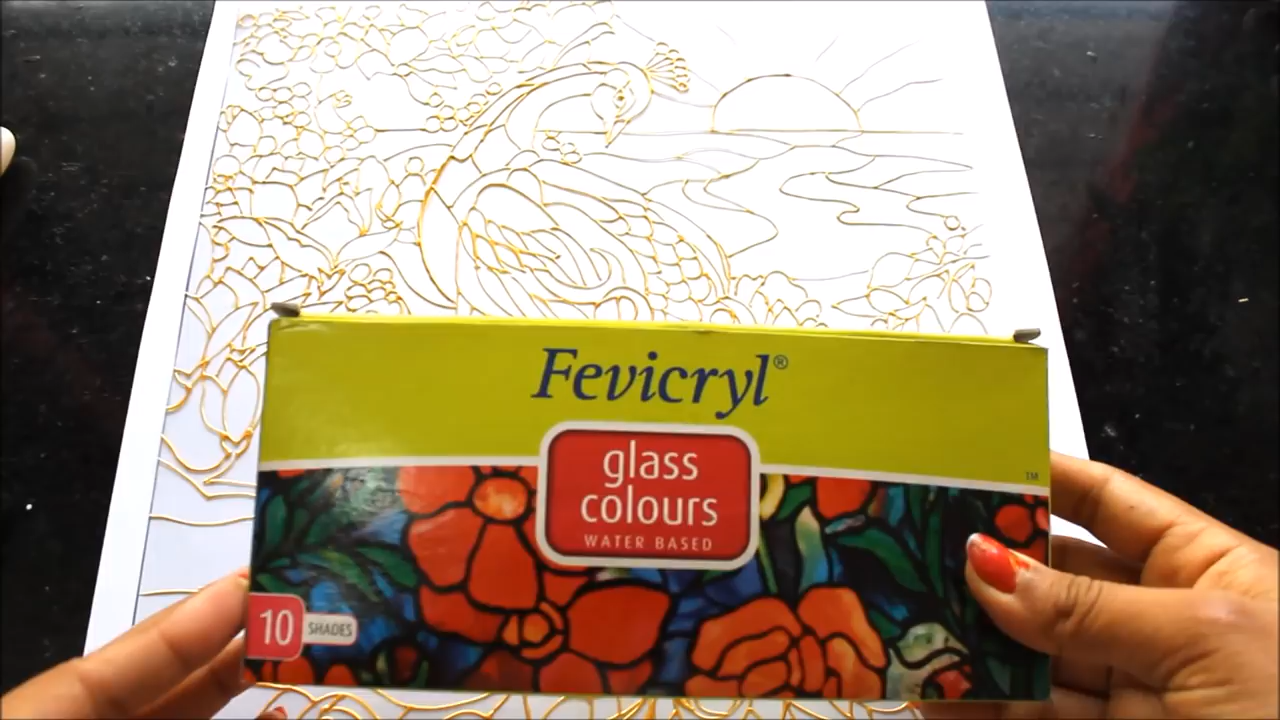 Fevicryl®
glass
colours
WATER BASED
TM
10 SHADES